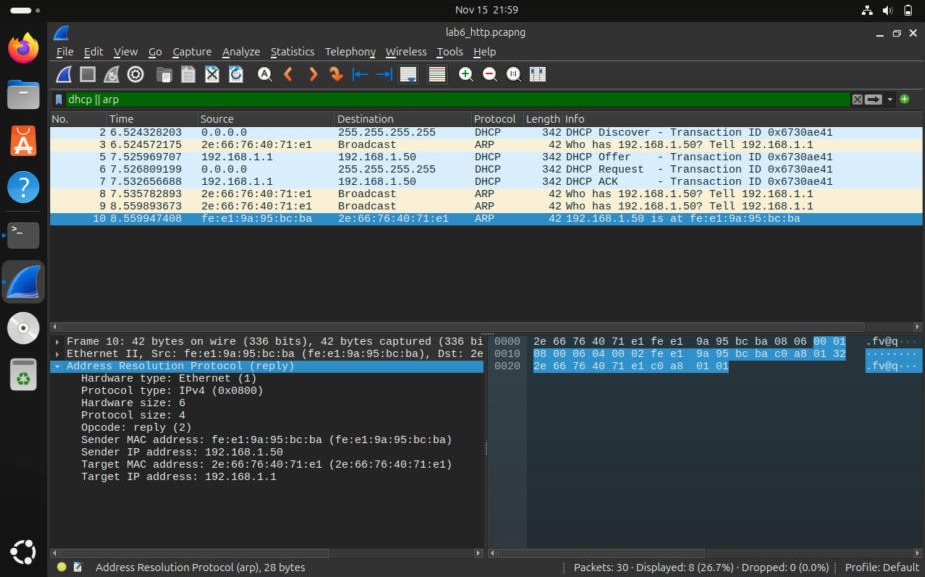 Nov 15 21:59
lab6_http.pcapng
File Edit View Go Capture Analyze Statistics Telephony Wireless Tools Help
dhcp || arp
No. Time Source Destination Protocol Length Info
2 6.524328203 0.0.0.0 255.255.255.255 DHCP 342 DHCP Discover - Transaction ID 0x6730ae41
3 6.524572175 2e:66:76:40:71:e1 Broadcast ARP 42 Who has 192.168.1.50? Tell 192.168.1.1
5 7.525969707 192.168.1.1 192.168.1.50 DHCP 342 DHCP Offer - Transaction ID 0x6730ae41
6 7.526809199 0.0.0.0 255.255.255.255 DHCP 342 DHCP Request - Transaction ID 0x6730ae41
7 7.532656688 192.168.1.1 192.168.1.50 DHCP 342 DHCP ACK - Transaction ID 0x6730ae41
8 7.535782893 2e:66:76:40:71:e1 Broadcast ARP 42 Who has 192.168.1.50? Tell 192.168.1.1
9 8.559893673 2e:66:76:40:71:e1 Broadcast ARP 42 Who has 192.168.1.50? Tell 192.168.1.1
10 8.559947408 fe:e1:9a:95:bc:ba 2e:66:76:40:71:e1 ARP 42 192.168.1.50 is at fe:e1:9a:95:bc:ba
Frame 10: 42 bytes on wire (336 bits), 42 bytes captured (336 bi
Ethernet II, Src: fe:e1:9a:95:bc:ba (fe:e1:9a:95:bc:ba), Dst: 2e
Address Resolution Protocol (reply)
Hardware type: Ethernet (1)
Protocol type: IPv4 (0x0800)
Hardware size: 6
Protocol size: 4
Opcode: reply (2)
Sender MAC address: fe:e1:9a:95:bc:ba (fe:e1:9a:95:bc:ba)
Sender IP address: 192.168.1.50
Target MAC address: 2e:66:76:40:71:e1 (2e:66:76:40:71:e1)
Target IP address: 192.168.1.1
0000 2e 66 76 40 71 e1 fe e1 9a 95 bc ba 08 06 00 01 .fv@q···
0010 08 00 06 04 00 02 fe e1 9a 95 bc ba c0 a8 01 32 ········
0020 2e 66 76 40 71 e1 c0 a8 01 01 .fv@q···
Address Resolution Protocol (arp), 28 bytes
Packets: 30 · Displayed: 8 (26.7%) · Dropped: 0 (0.0%)
Profile: Default